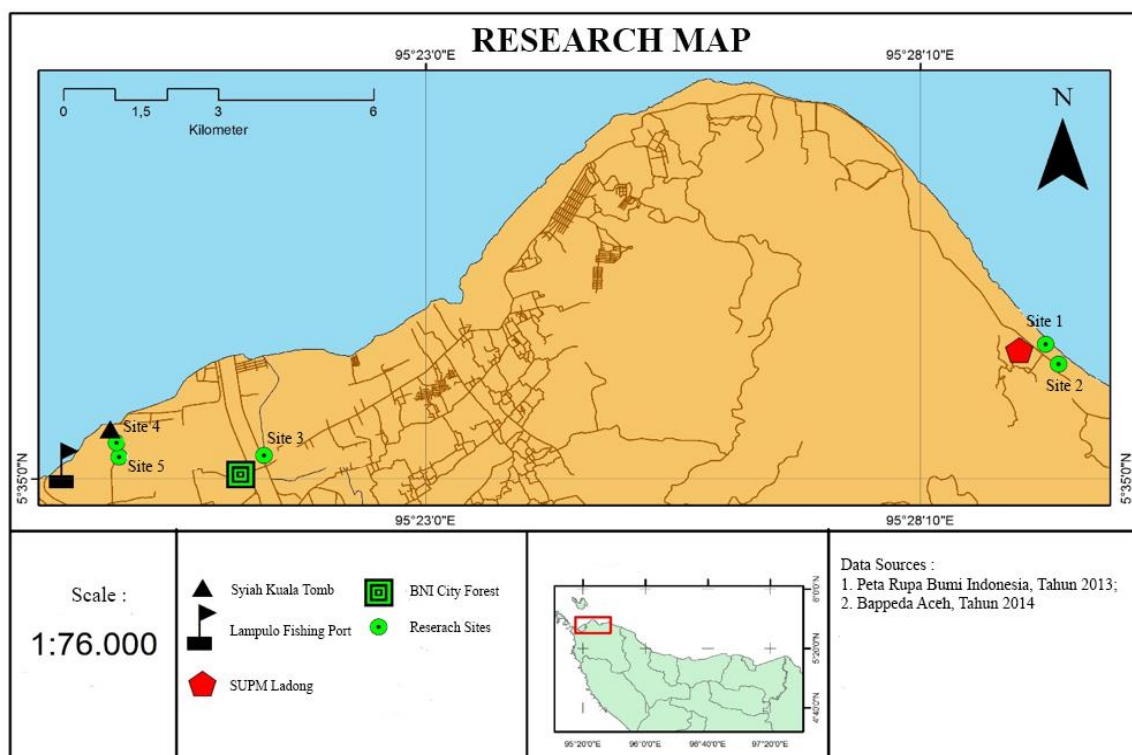 RESEARCH MAP
95°23'0"E
95°28'10"E
0
1,5
3
6
Kilometer
N
Site 1
Site 2
Site 3
Site 4
Site 5
5°35'0"N
5°35'0"N
95°23'0"E
95°28'10"E
Scale :
1:76.000
Syiah Kuala Tomb
Lampulo Fishing Port
SUPM Ladong
BNI City Forest
Reserach Sites
6°0'0"N
5°20'0"N
4°40'0"N
95°20'0"E
96°0'0"E
96°40'0"E
97°20'0"E
Data Sources :
1. Peta Rupa Bumi Indonesia, Tahun 2013;
2. Bappeda Aceh, Tahun 2014